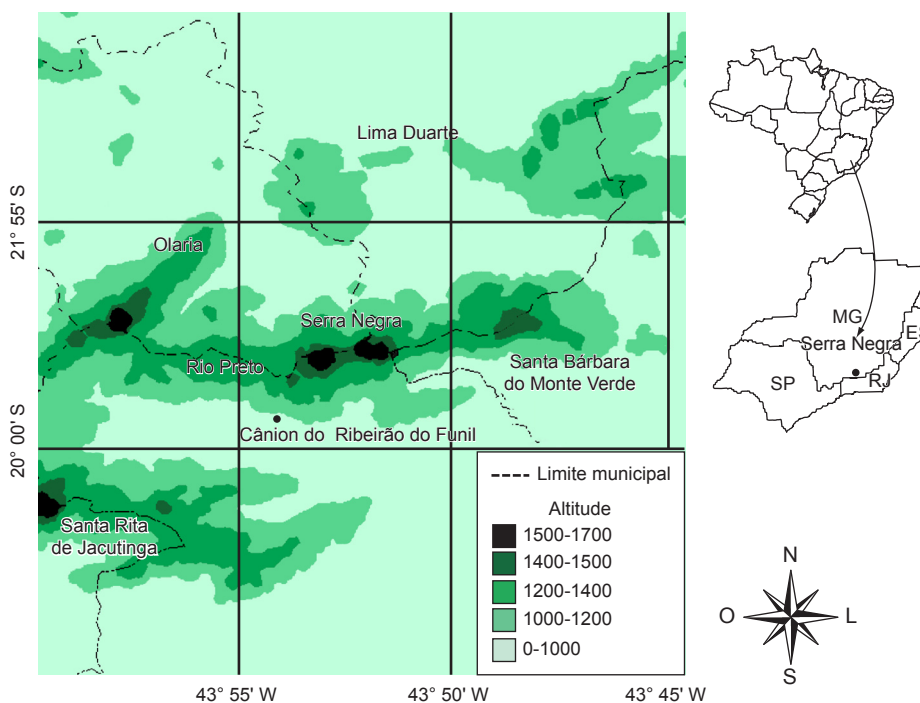 Lima Duarte
21° 55' S
Olaria
Serra Negra
Rio Preto
Santa Bárbara
do Monte Verde
Cânion do Ribeirão do Funil
20° 00' S
Santa Rita
de Jacutinga
Limite municipal
Altitude
1500-1700
1400-1500
1200-1400
1000-1200
0-1000
43° 55' W
43° 50' W
43° 45' W
MG
E
Serra Negra
SP
RJ
N
O
L
S